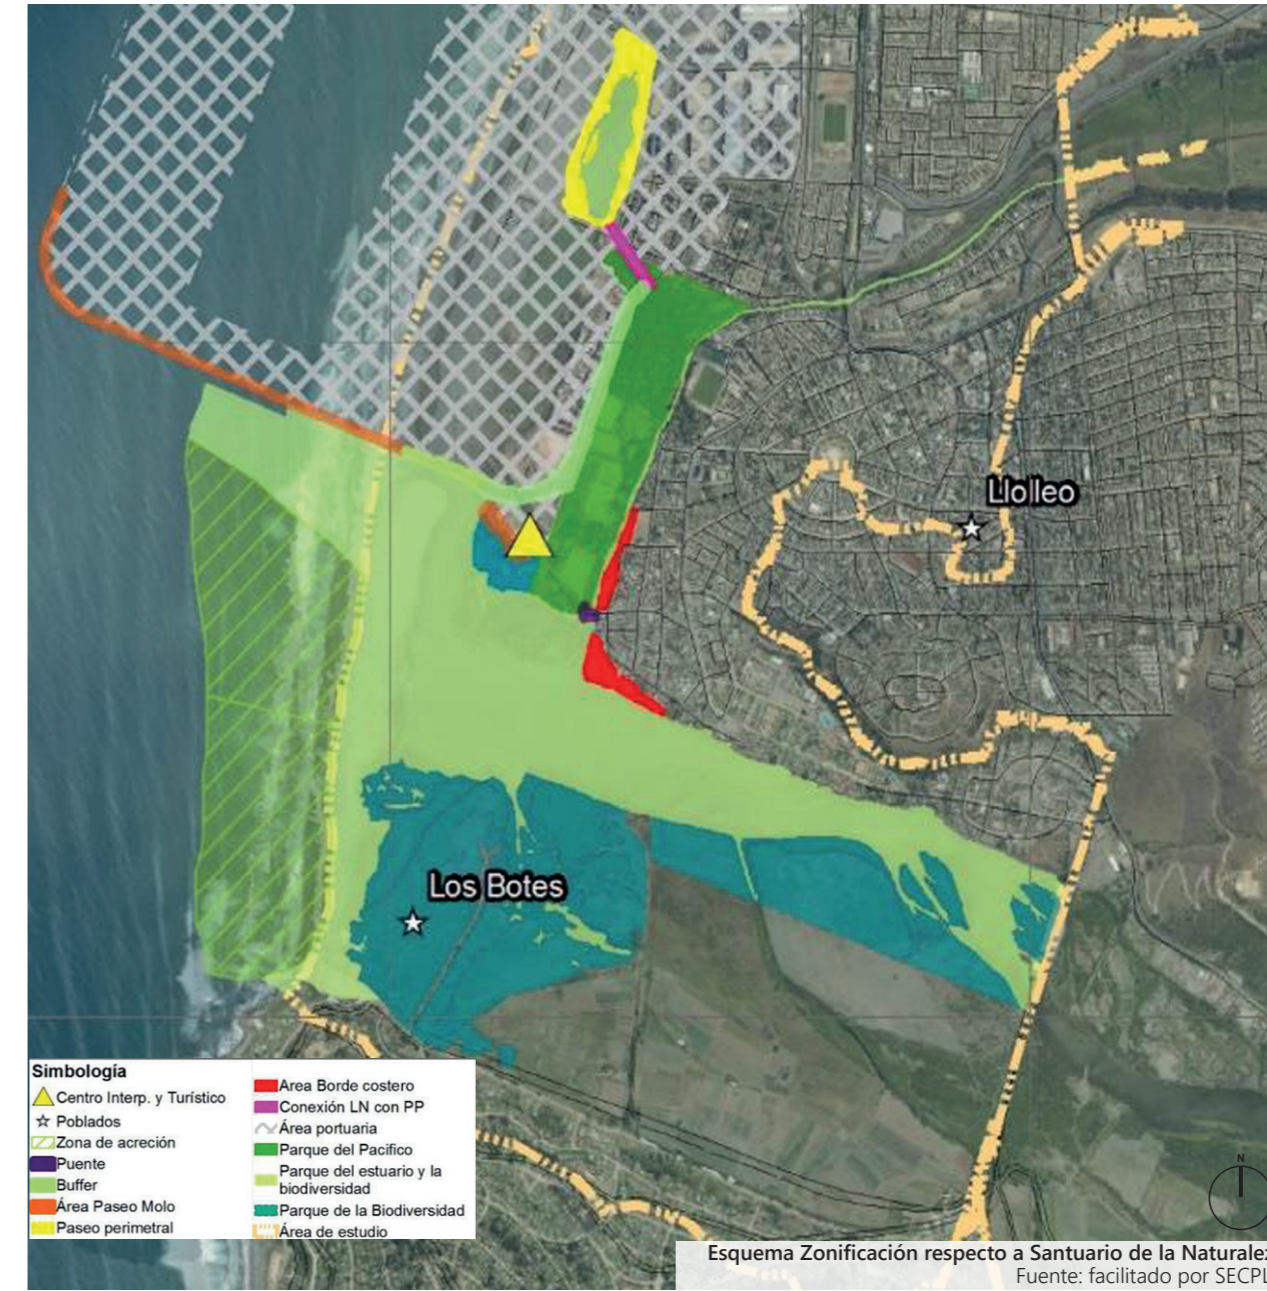 Llolleo
Los Botes
Simbología
Centro Interp. y Turístico
Poblados
Zona de acreción
Puente
Buffer
Área Paseo Molo
Paseo perimetral
Area Borde costero
Conexión LN con PP
Área portuaria
Parque del Pacifico
Parque del estuario y la
biodiversidad
Parque de la Biodiversidad
Área de estudio
N
Esquema Zonificación respecto a Santuario de la Naturalez
Fuente: facilitado por SECPL